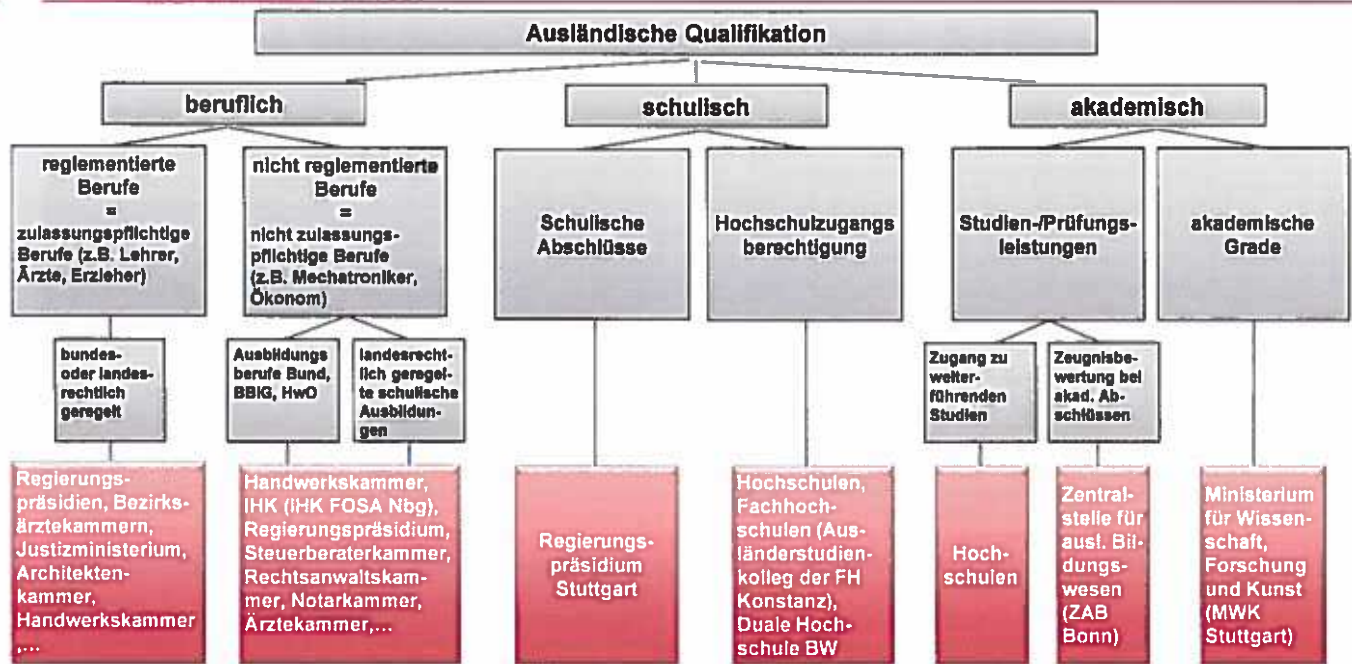 Ausländische Qualifikation
beruflich
schulisch
akademisch
reglementierte
Berufe
=
zulassungspflichtige
Berufe (z.B. Lehrer,
Ärzte, Erzieher)
nicht reglementierte
Berufe
=
nicht zulassungs-
pflichtige Berufe
(z.B. Mechatroniker,
Ökonom)
Schulische
Abschlüsse
Hochschulzugangs
berechtigung
Studien-/Prüfungs-
leistungen
akademische
Grade
bundes-
oder landes-
rechtlich
geregelt
Ausbildungs
berufe Bund,
BBiG, HwO
landesrecht-
lich geregel-
te schulische
Ausbildun-
gen
Zugang zu
weiter-
führenden
Studien
Zeugnisbe-
wertung bei
akad. Ab-
schlüssen
Regierungs-
präsidien, Bezirks-
ärztekammern,
Justizministerium,
Architekten-
kammer,
Handwerkskammer
,...
Handwerkskammer,
IHK (IHK FOSA Nbg),
Regierungspräsidium,
Steuerberaterkammer,
Rechtsanwaltskam-
mer, Notarkammer,
Ärztekammer,...
Regierungs-
präsidium
Stuttgart
Hochschulen,
Fachhoch-
schulen (Aus-
länderstudien-
kolleg der FH
Konstanz),
Duale Hoch-
schule BW
Hoch-
schulen
Zentral-
stelle für
ausl. Bil-
dungs-
wesen
(ZAB
Bonn)
Ministerium
für Wissen-
schaft,
Forschung
und Kunst
(MWK
Stuttgart)